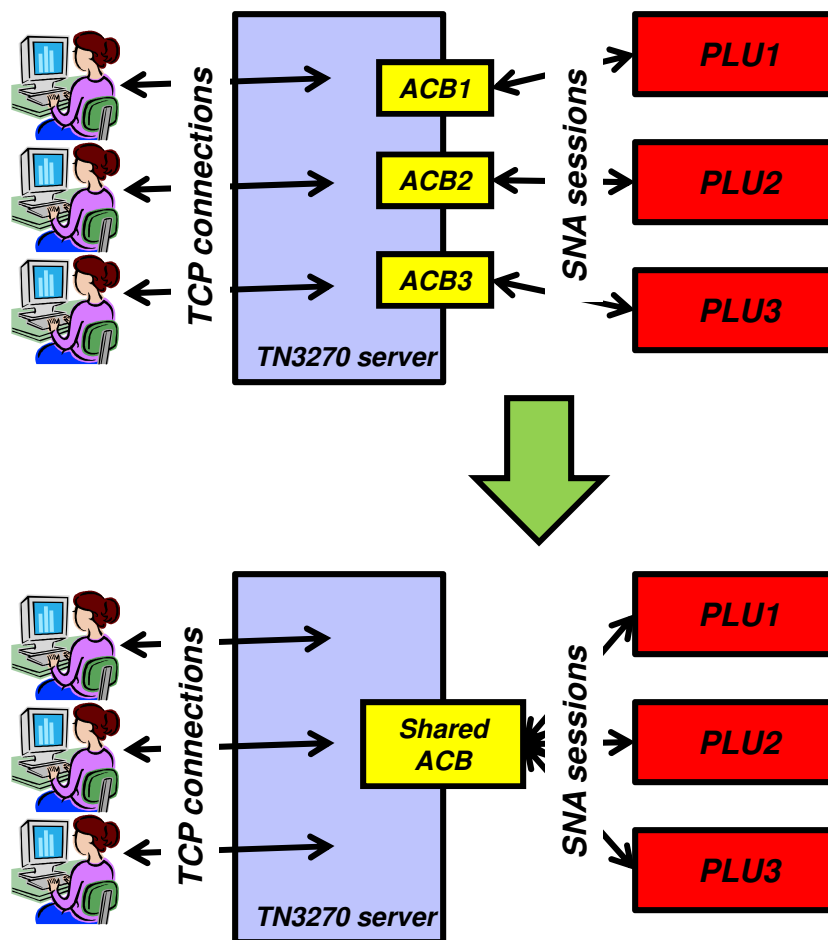 PLU1
ACB1
TCP connections
SNA sessions
ACB2
PLU2
ACB3
PLU3
TN3270 server
PLU1
TCP connections
Shared
ACB
SNA sessions
PLU2
PLU3
TN3270 server